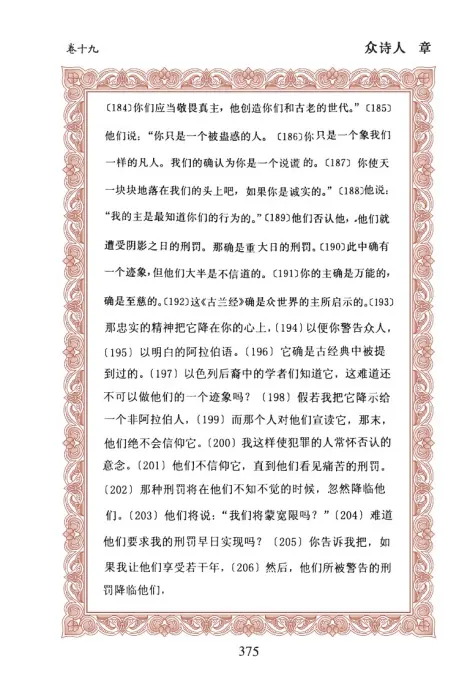 卷十九
众诗人 章
〔184〕你们应当敬畏真主，他创造你们和古老的世代。”〔185〕
他们说：“你只是一个被蛊惑的人。〔186〕你只是一个象我们
一样的凡人。我们的确认为你是一个说谎的。〔187〕你使天
一块块地落在我们的头上吧，如果你是诚实的。”〔188〕他说：
“我的主是最知道你们的行为的。”〔189〕他们否认他，他们就
遭受阴影之日的刑罚。那确是重大日的刑罚。〔190〕此中确有
一个迹象，但他们大半是不信道的。〔191〕你的主确是万能的，
确是至慈的。〔192〕这《古兰经》确是众世界的主所启示的。〔193〕
那忠实的精神把它降在你的心上，〔194〕以便你警告众人，
〔195〕以明白的阿拉伯语。〔196〕它确是古经典中被提
到过的。〔197〕以色列后裔中的学者们知道它，这难道还
不可以做他们的一个迹象吗？〔198〕假若我把它降示给
一个非阿拉伯人，〔199〕而那个人对他们宣读它，那末，
他们绝不会信仰它。〔200〕我这样使犯罪的人常怀否认的
意念。〔201〕他们不信仰它，直到他们看见痛苦的刑罚。
〔202〕那种刑罚将在他们不知不觉的时候，忽然降临他
们。〔203〕他们将说：“我们将蒙宽限吗？”〔204〕难道
他们要求我的刑罚早日实现吗？〔205〕你告诉我把，如
果我让他们享受若干年，〔206〕然后，他们所被警告的刑
罚降临他们，
375